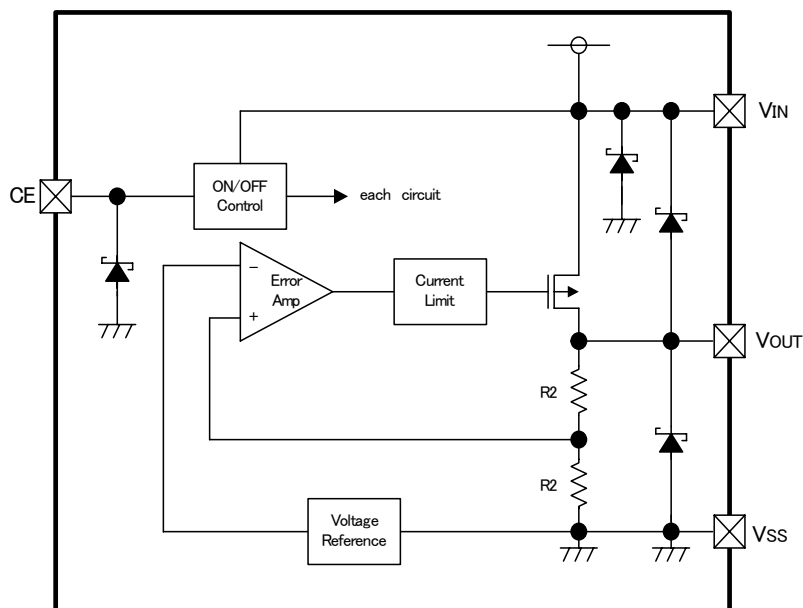 VIN
CE
ON/OFF
Control
each circuit
−
Error
Amp
+
Current
Limit
VOUT
R2
R2
Voltage
Reference
VSS